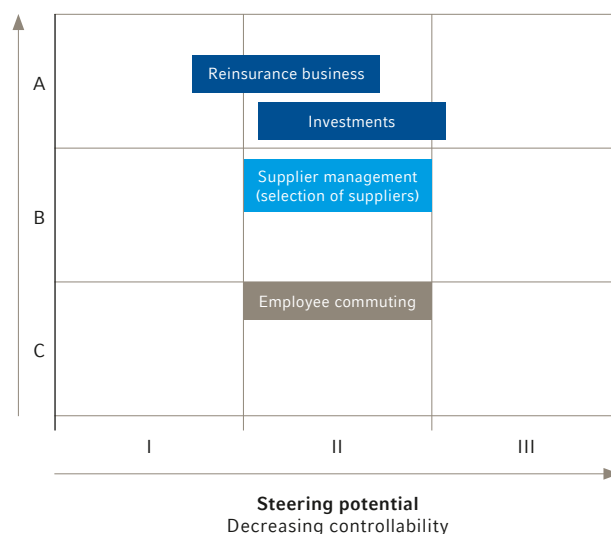 A
Reinsurance business
Investments
Supplier management
(selection of suppliers)
B
Employee commuting
C
I
II
III
Steering potential
Decreasing controllability